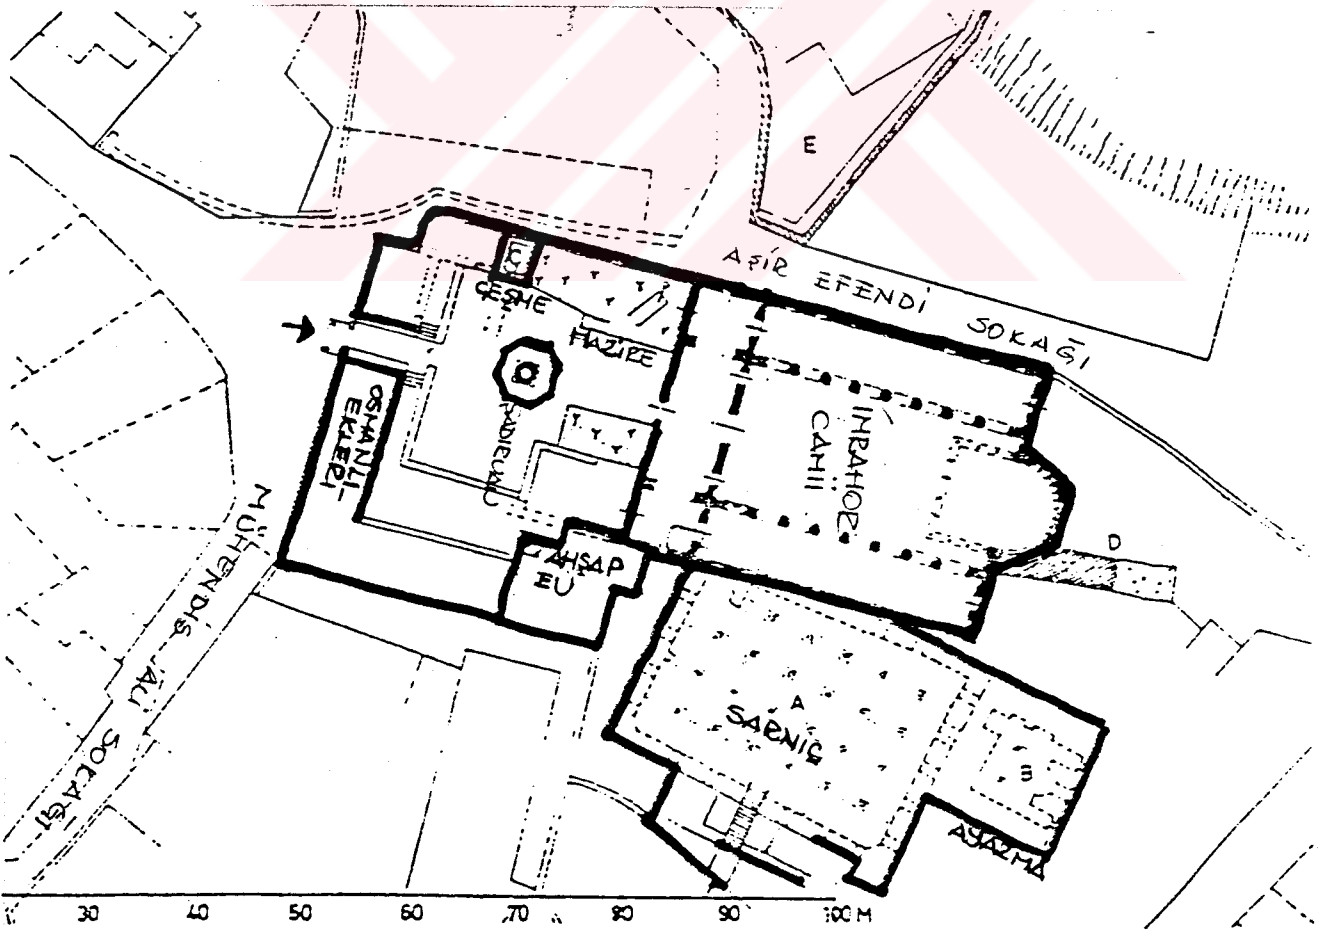 E
AŞİR EFENDİ SOKAĞI
ÇEŞME
HAZİRE
OSMANLI
EKLERİ
ŞADIRVAN
İMRAHOR
CAMİİ
D
AHŞAP
EV
MÜHENDİS
SOKAĞI
A
SARNIÇ
B
AYAZMA
30 40 50 60 70 80 90 100 M